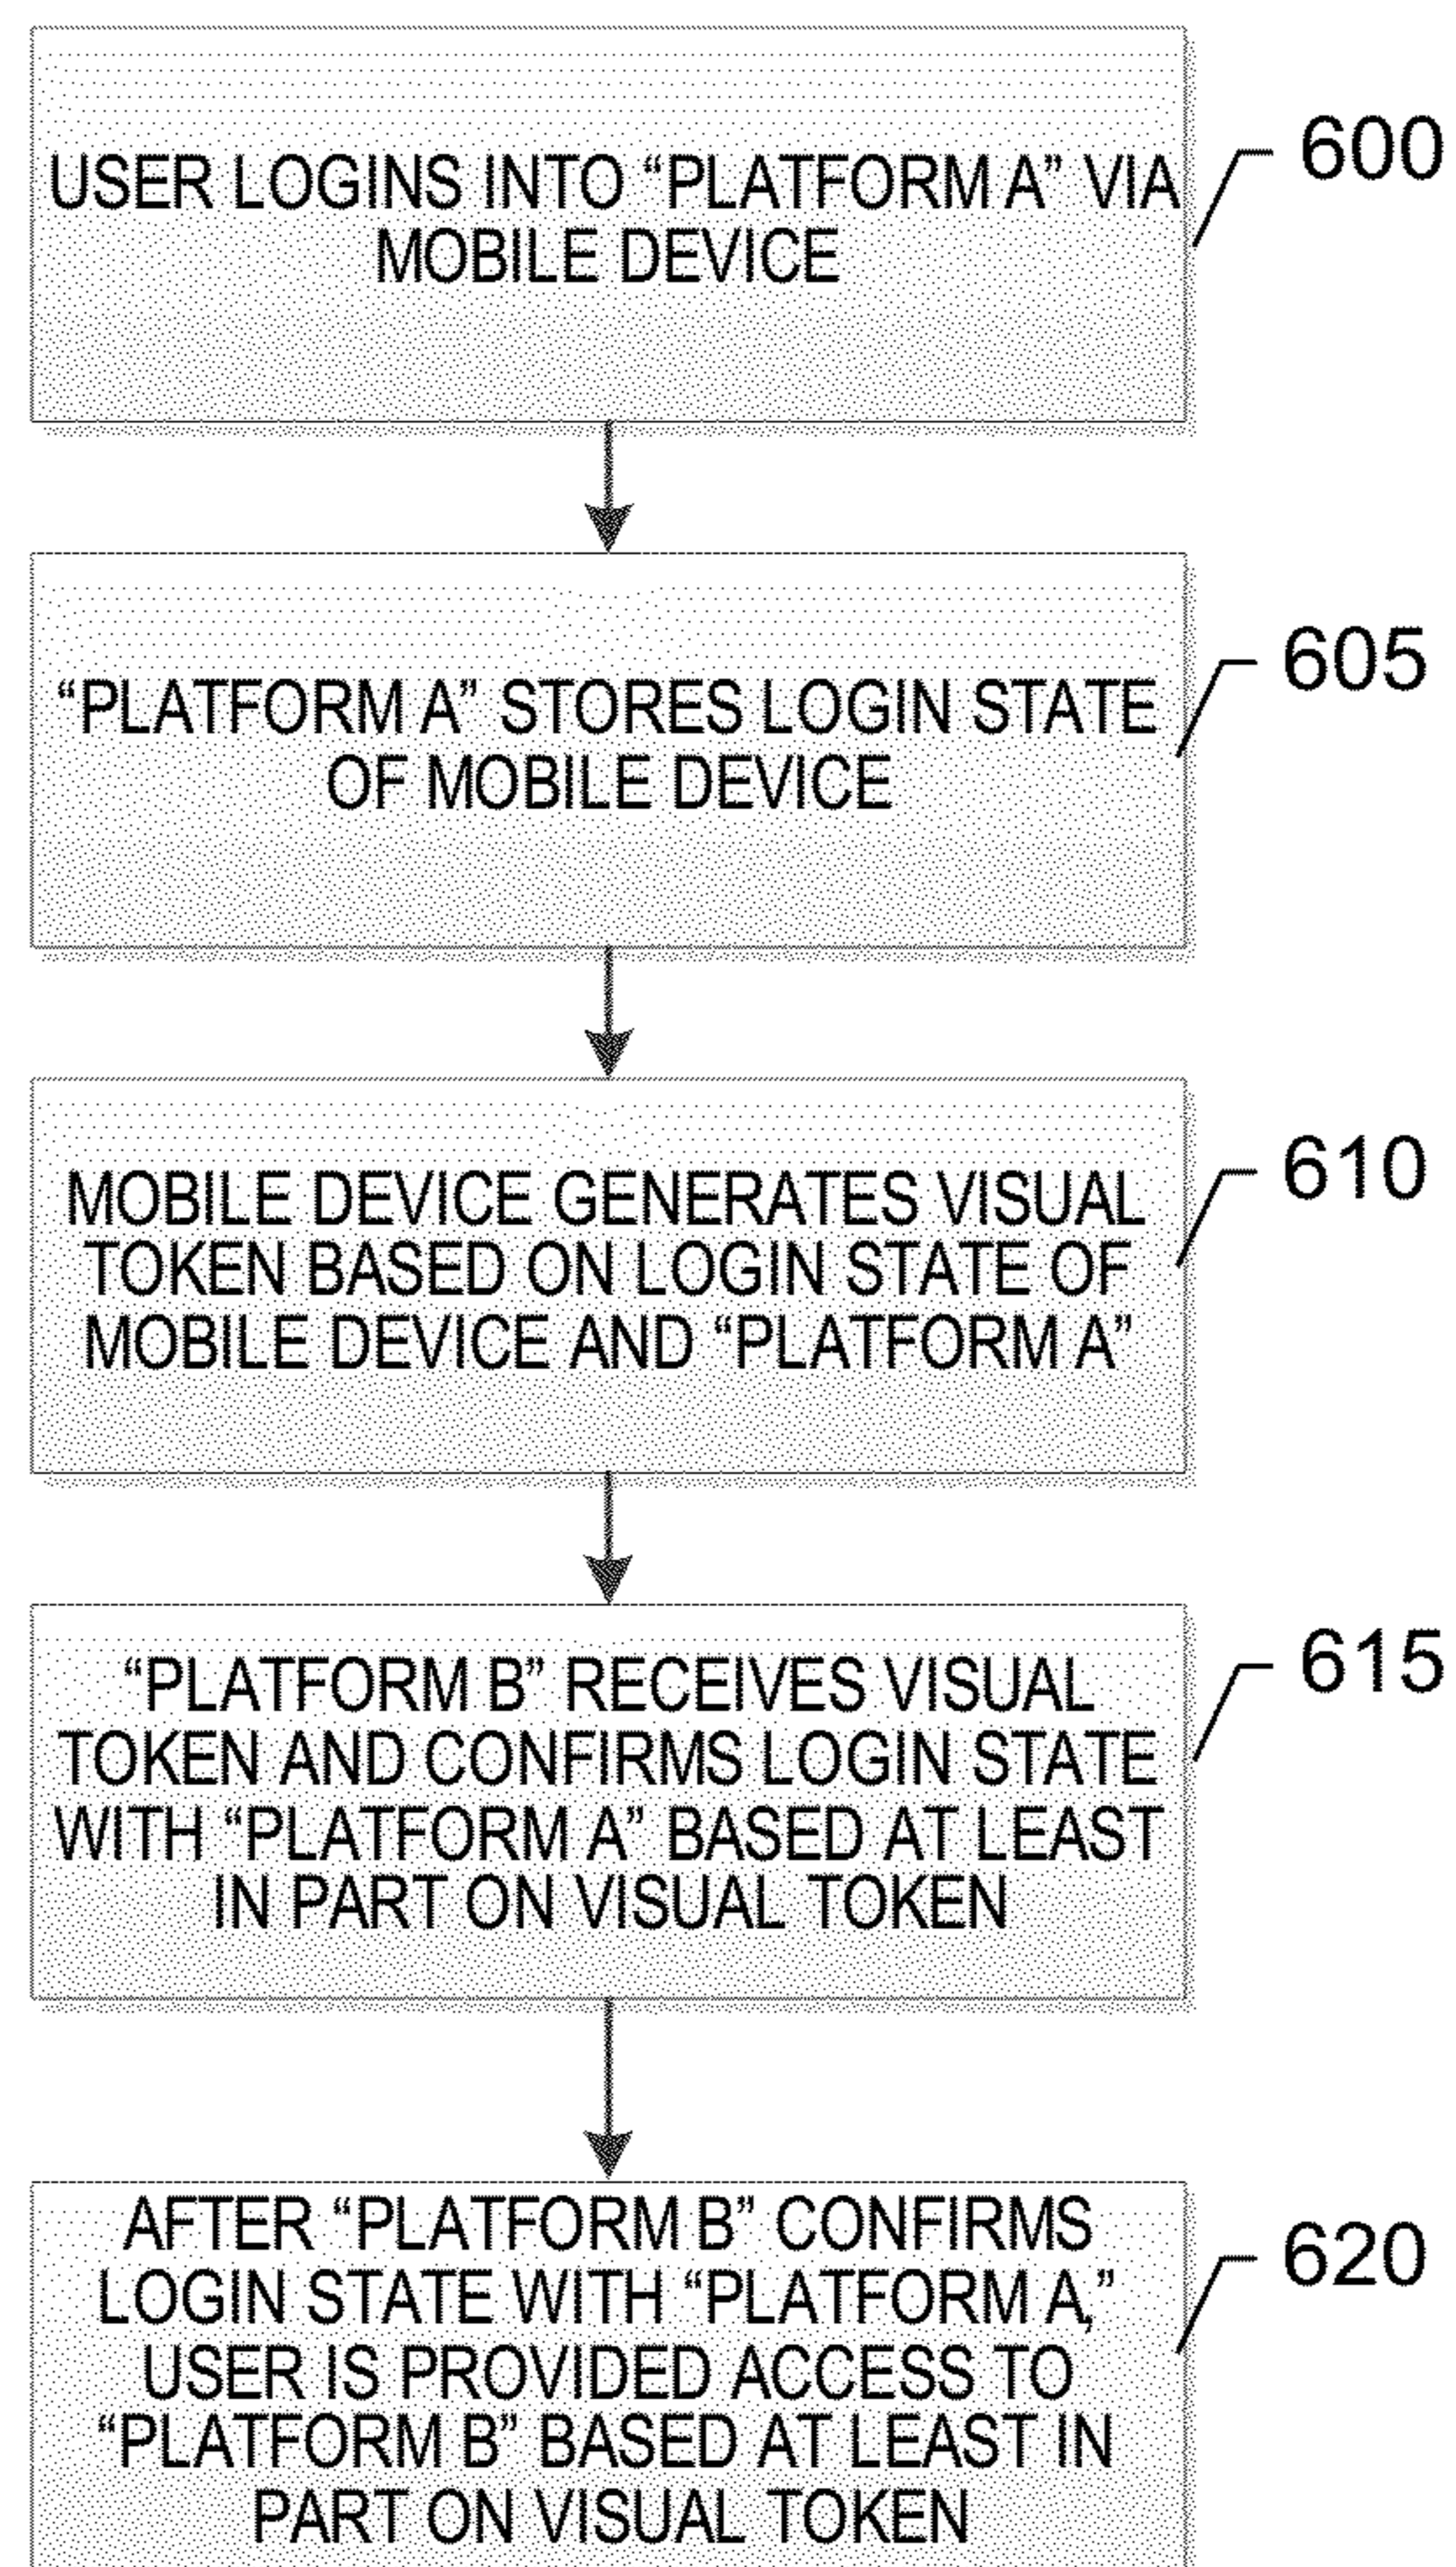 USER LOGINS INTO “PLATFORM A” VIA
MOBILE DEVICE
600
“PLATFORM A” STORES LOGIN STATE
OF MOBILE DEVICE
605
MOBILE DEVICE GENERATES VISUAL
TOKEN BASED ON LOGIN STATE OF
MOBILE DEVICE AND “PLATFORM A”
610
“PLATFORM B” RECEIVES VISUAL
TOKEN AND CONFIRMS LOGIN STATE
WITH “PLATFORM A” BASED AT LEAST
IN PART ON VISUAL TOKEN
615
AFTER “PLATFORM B” CONFIRMS
LOGIN STATE WITH “PLATFORM A,”
USER IS PROVIDED ACCESS TO
“PLATFORM B” BASED AT LEAST IN
PART ON VISUAL TOKEN
620